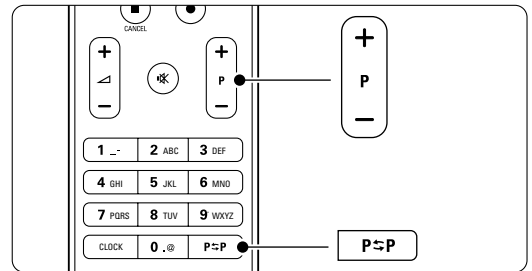 CANCEL
+ + +
P P
– – –
1 _- 2 ABC 3 DEF
4 GHI 5 JKL 6 MNO
7 PQRS 8 TUV 9 WXYZ
CLOCK 0 .@ P⇆P P⇆P